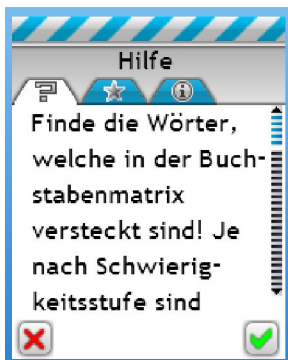 Hilfe
Finde die Wörter,
welche in der Buch-
stabenmatrix
versteckt sind! Je
nach Schwierig-
keitsstufe sind